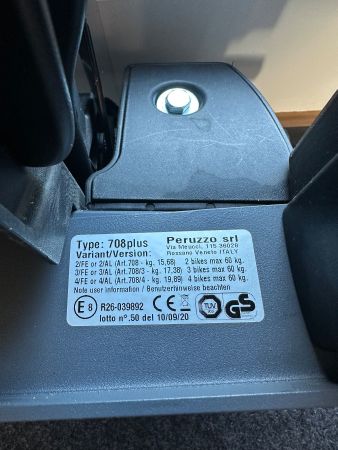 Type: 708plus
Peruzzo srl
Variant/Version:
Via Meucci, 115 36028
Rossano Veneto ITALY
2/FE or 2/AL (Art.708 - kg. 15,68) 2 bikes max 60 kg.
3/FE or 3/AL (Art.708/3 - kg. 17,38) 3 bikes max 60 kg.
4/FE or 4/AL (Art.708/4 - kg. 19,89) 4 bikes max 60 kg.
Note user information / Benutzerhinweise beachten
E8 R26-039892 CE TÜV GS
lotto n°.50 del 10/09/20